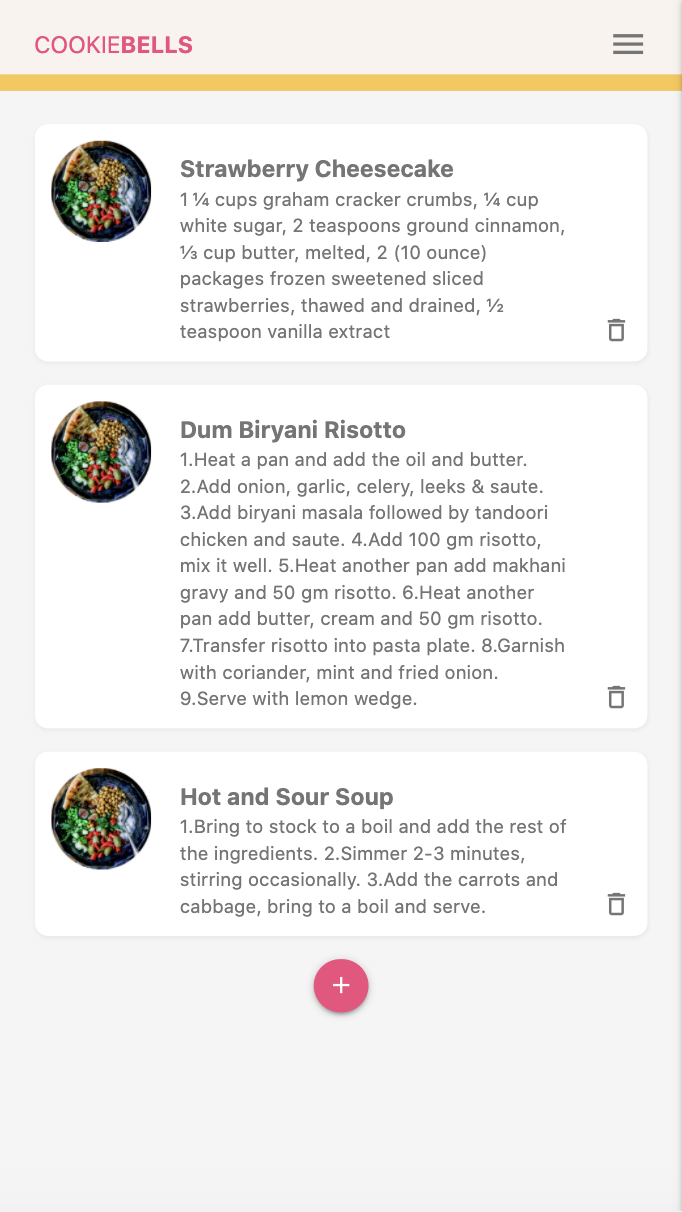 COOKIEBELLS
Strawberry Cheesecake
1 ¼ cups graham cracker crumbs, ¼ cup
white sugar, 2 teaspoons ground cinnamon,
⅓ cup butter, melted, 2 (10 ounce)
packages frozen sweetened sliced
strawberries, thawed and drained, ½
teaspoon vanilla extract
Dum Biryani Risotto
1.Heat a pan and add the oil and butter.
2.Add onion, garlic, celery, leeks & saute.
3.Add biryani masala followed by tandoori
chicken and saute. 4.Add 100 gm risotto,
mix it well. 5.Heat another pan add makhani
gravy and 50 gm risotto. 6.Heat another
pan add butter, cream and 50 gm risotto.
7.Transfer risotto into pasta plate. 8.Garnish
with coriander, mint and fried onion.
9.Serve with lemon wedge.
Hot and Sour Soup
1.Bring to stock to a boil and add the rest of
the ingredients. 2.Simmer 2-3 minutes,
stirring occasionally. 3.Add the carrots and
cabbage, bring to a boil and serve.
+